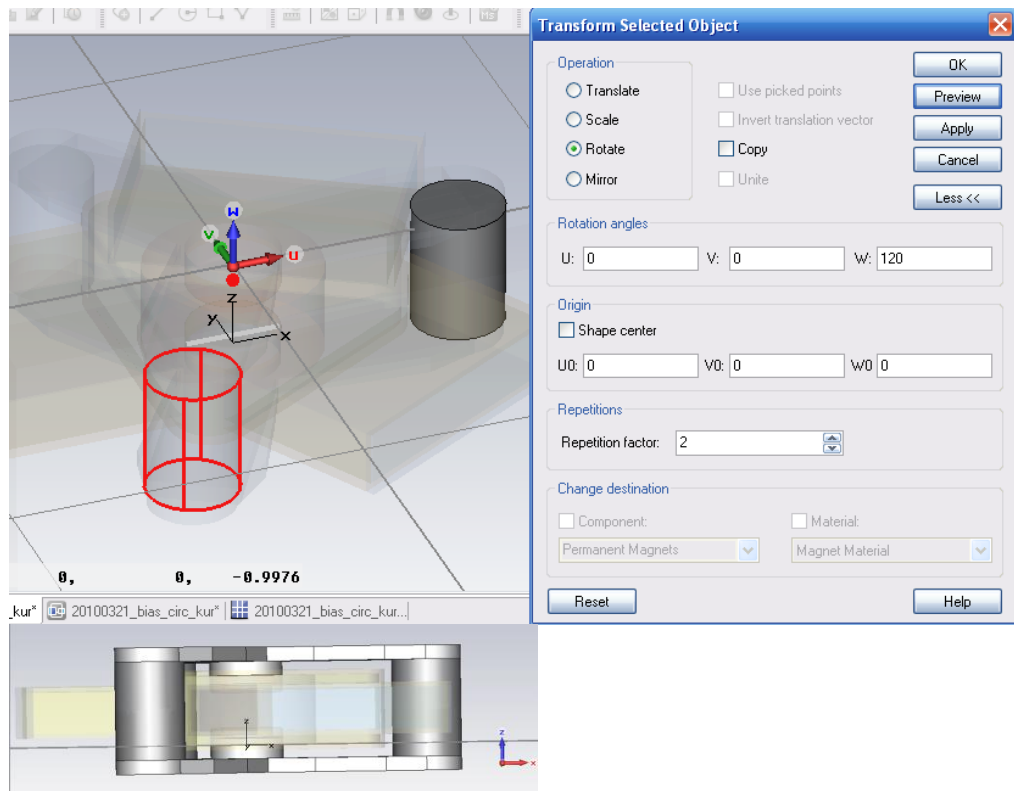 Transform Selected Object
Operation
Translate
Scale
Rotate
Mirror
Use picked points
Invert translation vector
Copy
Unite
OK
Preview
Apply
Cancel
Less <<
Rotation angles
U: 0 V: 0 W: 120
Origin
Shape center
U0: 0 V0: 0 W0 0
Repetitions
Repetition factor: 2
Change destination
Component: Material:
Permanent Magnets Magnet Material
Reset Help
W
V
U
z
y
x
0, 0, -0.9976
_kur* 20100321_bias_circ_kur* 20100321_bias_circ_kur...
z
x
z
x